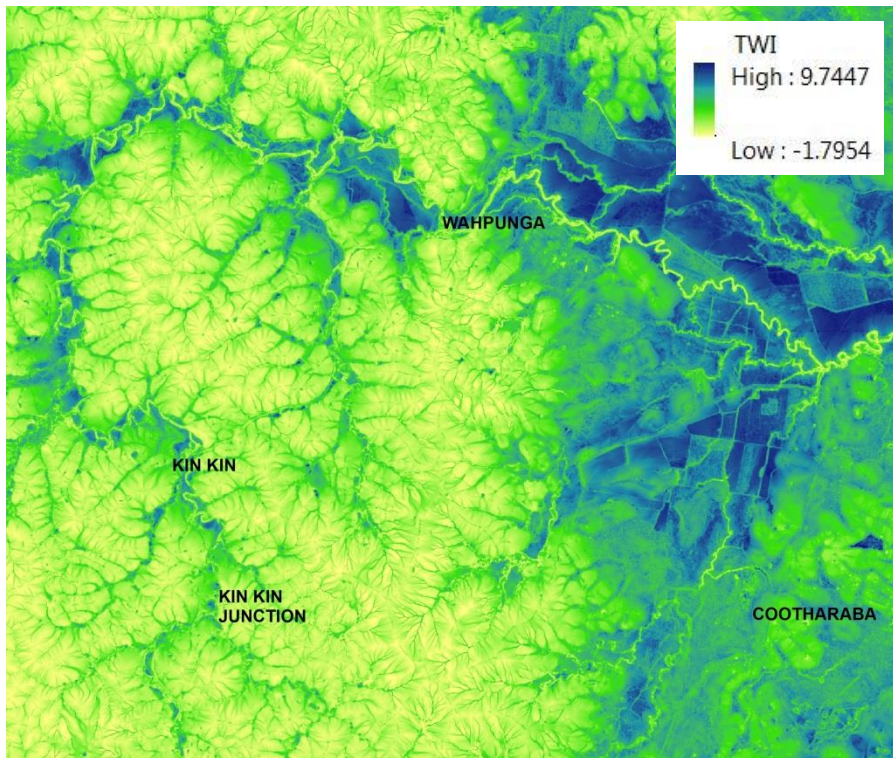 TWI
High : 9.7447
Low : -1.7954
WAHPUNGA
KIN KIN
KIN KIN
JUNCTION
COOTHARABA